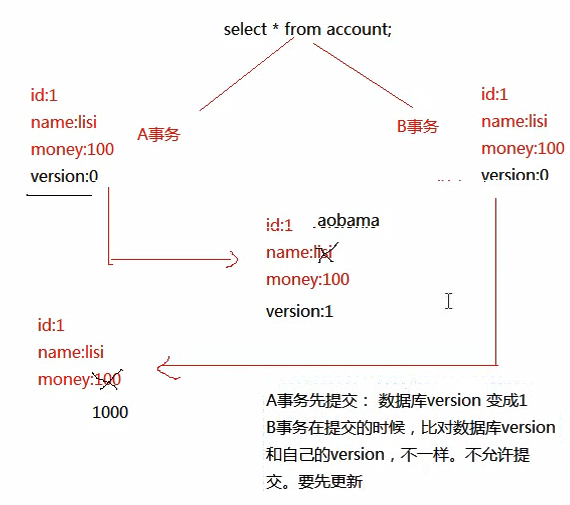 select * from account;
id:1
name:lisi
money:100
version:0
A事务
B事务
id:1
name:lisi
money:100
version:0
id:1
aobama
name:lisi
money:100
version:1
id:1
name:lisi
money:100
1000
A事务先提交： 数据库version 变成1
B事务在提交的时候，比对数据库version
和自己的version，不一样。不允许提
交。要先更新